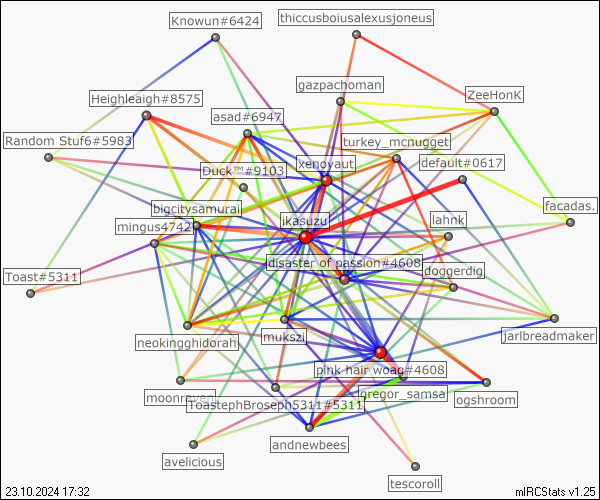 Knowun#6424
thiccusboiusalexusjoneus
gazpachoman
ZeeHonK
Heighleigh#8575
asad#6947
turkey_mcnugget
Random Stuf6#5983
Duck™#9103
xenoyaut
default#0617
bigcitysamurai
mingus4742
ikasuzu
lahnk
facadas.
Toast#5311
disaster of passion#4608
doggerdig
neokingghidorah
mukszi
jarlbreadmaker
pink hair woag#4608
gregor_samsa
ogshroom
ToastephBroseph5311#5311
andnewbees
avelicious
tescoroll
23.10.2024 17:32
mIRCStats v1.25